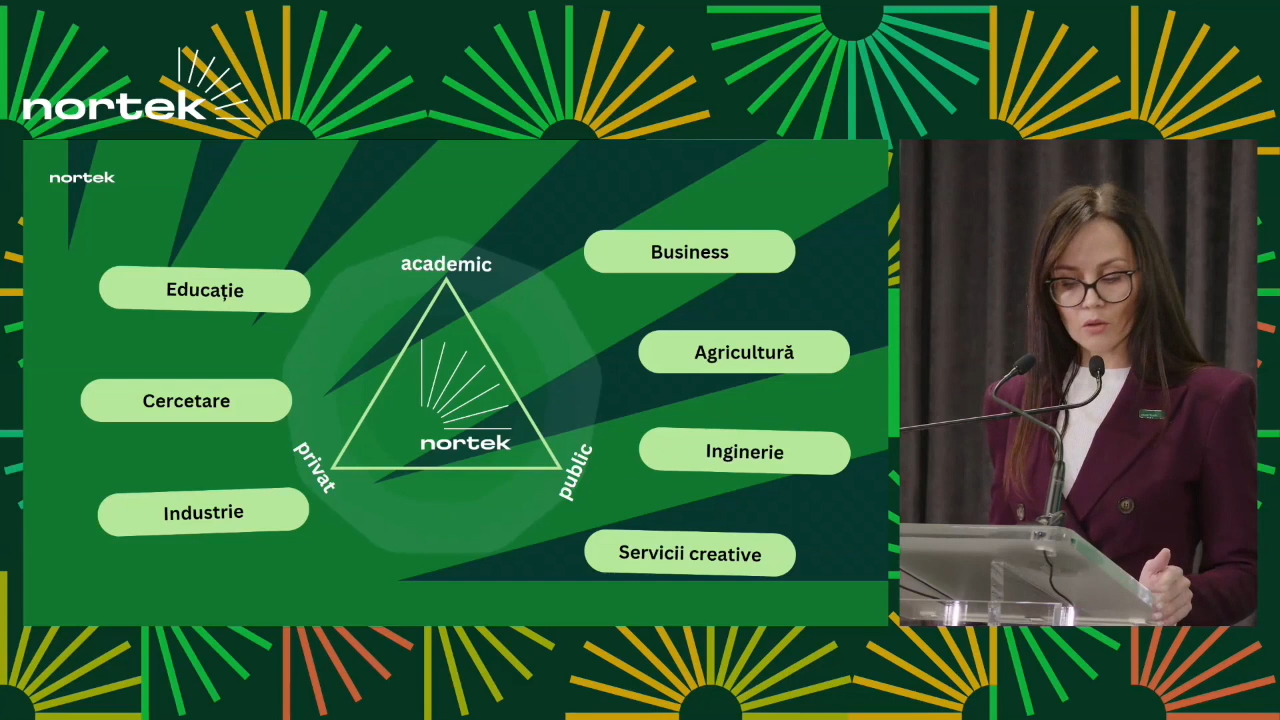 nortek
nortek
academic
Educație
Cercetare
Industrie
privat
nortek
public
Business
Agricultură
Inginerie
Servicii creative